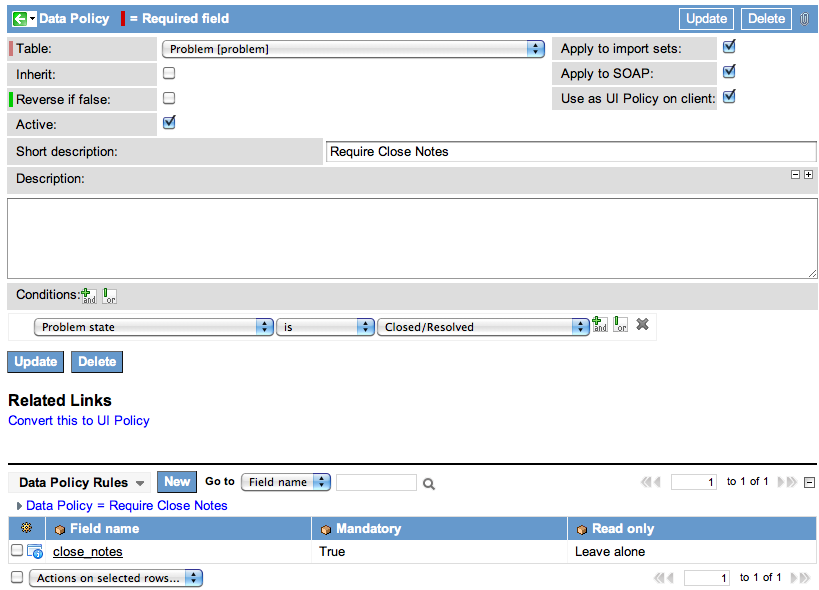 Data Policy = Required field Update Delete
Table: Problem [problem] Apply to import sets:
Inherit: Apply to SOAP:
Reverse if false: Use as UI Policy on client:
Active:
Short description: Require Close Notes
Description:
Conditions: and or
Problem state is Closed/Resolved and or
Update Delete
Related Links
Convert this to UI Policy
Data Policy Rules New Go to Field name 1 to 1 of 1
Data Policy = Require Close Notes
Field name Mandatory Read only
close_notes True Leave alone
Actions on selected rows... 1 to 1 of 1